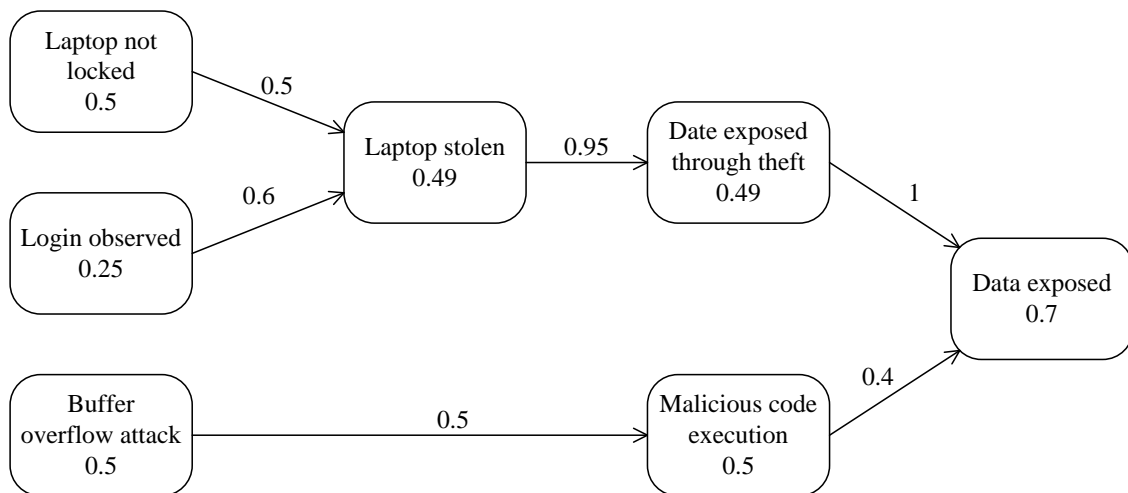 Laptop not
locked
0.5
0.5
Laptop stolen
0.49
0.95
Date exposed
through theft
0.49
1
Login observed
0.25
0.6
Data exposed
0.7
Buffer
overflow attack
0.5
0.5
Malicious code
execution
0.5
0.4